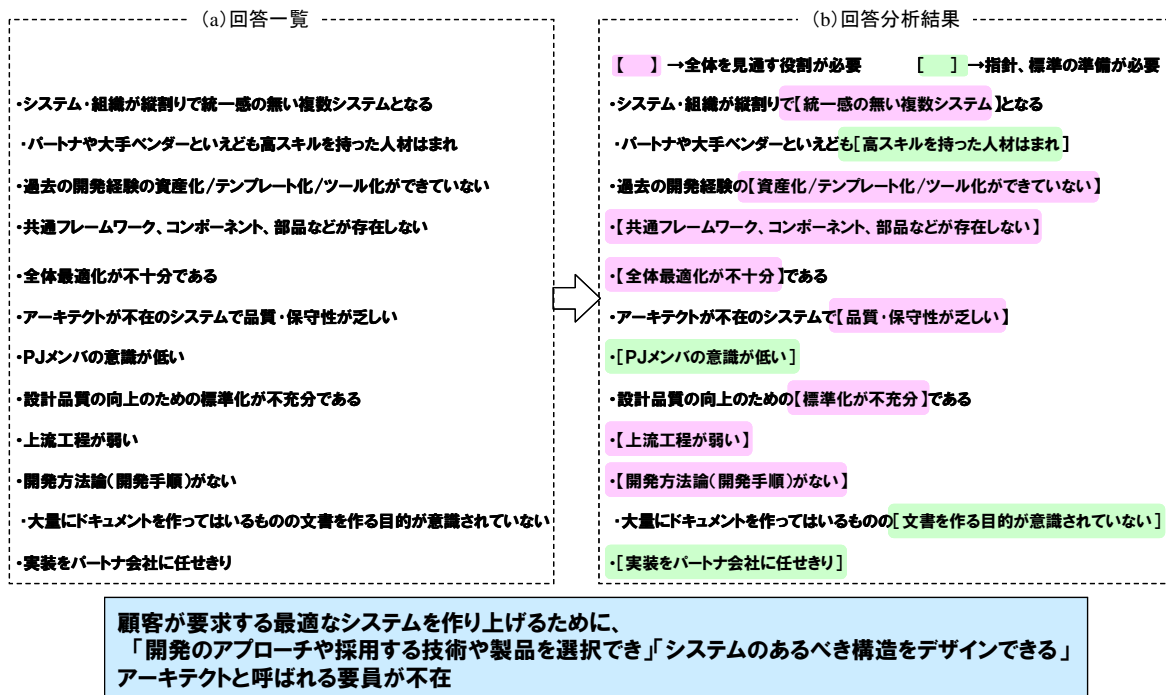 (a)回答一覧
・システム・組織が縦割りで統一感の無い複数システムとなる
・パートナや大手ベンダーといえども高スキルを持った人材はまれ
・過去の開発経験の資産化/テンプレート化/ツール化ができていない
・共通フレームワーク、コンポーネント、部品などが存在しない
・全体最適化が不十分である
・アーキテクトが不在のシステムで品質・保守性が乏しい
・PJメンバの意識が低い
・設計品質の向上のための標準化が不充分である
・上流工程が弱い
・開発方法論(開発手順)がない
・大量にドキュメントを作ってはいるものの文書を作る目的が意識されていない
・実装をパートナ会社に任せきり
(b)回答分析結果
【　】→全体を見通す役割が必要　［　］→指針、標準の準備が必要
・システム・組織が縦割りで【統一感の無い複数システム】となる
・パートナや大手ベンダーといえども［高スキルを持った人材はまれ］
・過去の開発経験の【資産化/テンプレート化/ツール化ができていない】
・【共通フレームワーク、コンポーネント、部品などが存在しない】
・【全体最適化が不十分】である
・アーキテクトが不在のシステムで【品質・保守性が乏しい】
・［PJメンバの意識が低い］
・設計品質の向上のための【標準化が不充分】である
・【上流工程が弱い】
・【開発方法論(開発手順)がない】
・大量にドキュメントを作ってはいるものの［文書を作る目的が意識されていない］
・［実装をパートナ会社に任せきり］
顧客が要求する最適なシステムを作り上げるために、
「開発のアプローチや採用する技術や製品を選択でき」「システムのあるべき構造をデザインできる」
アーキテクトと呼ばれる要員が不在